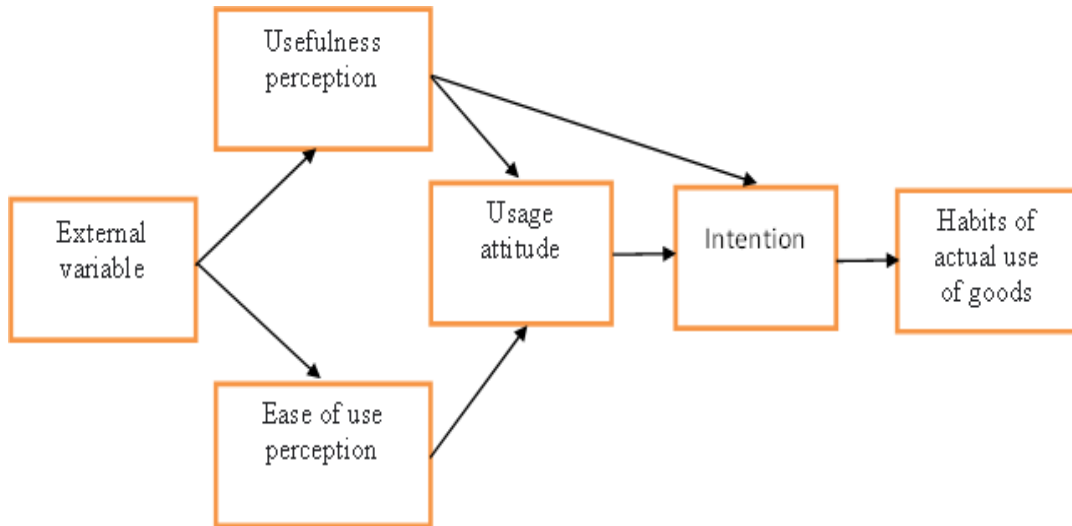 Usefulness
perception
External
variable
Usage
attitude
Intention
Habits of
actual use
of goods
Ease of use
perception